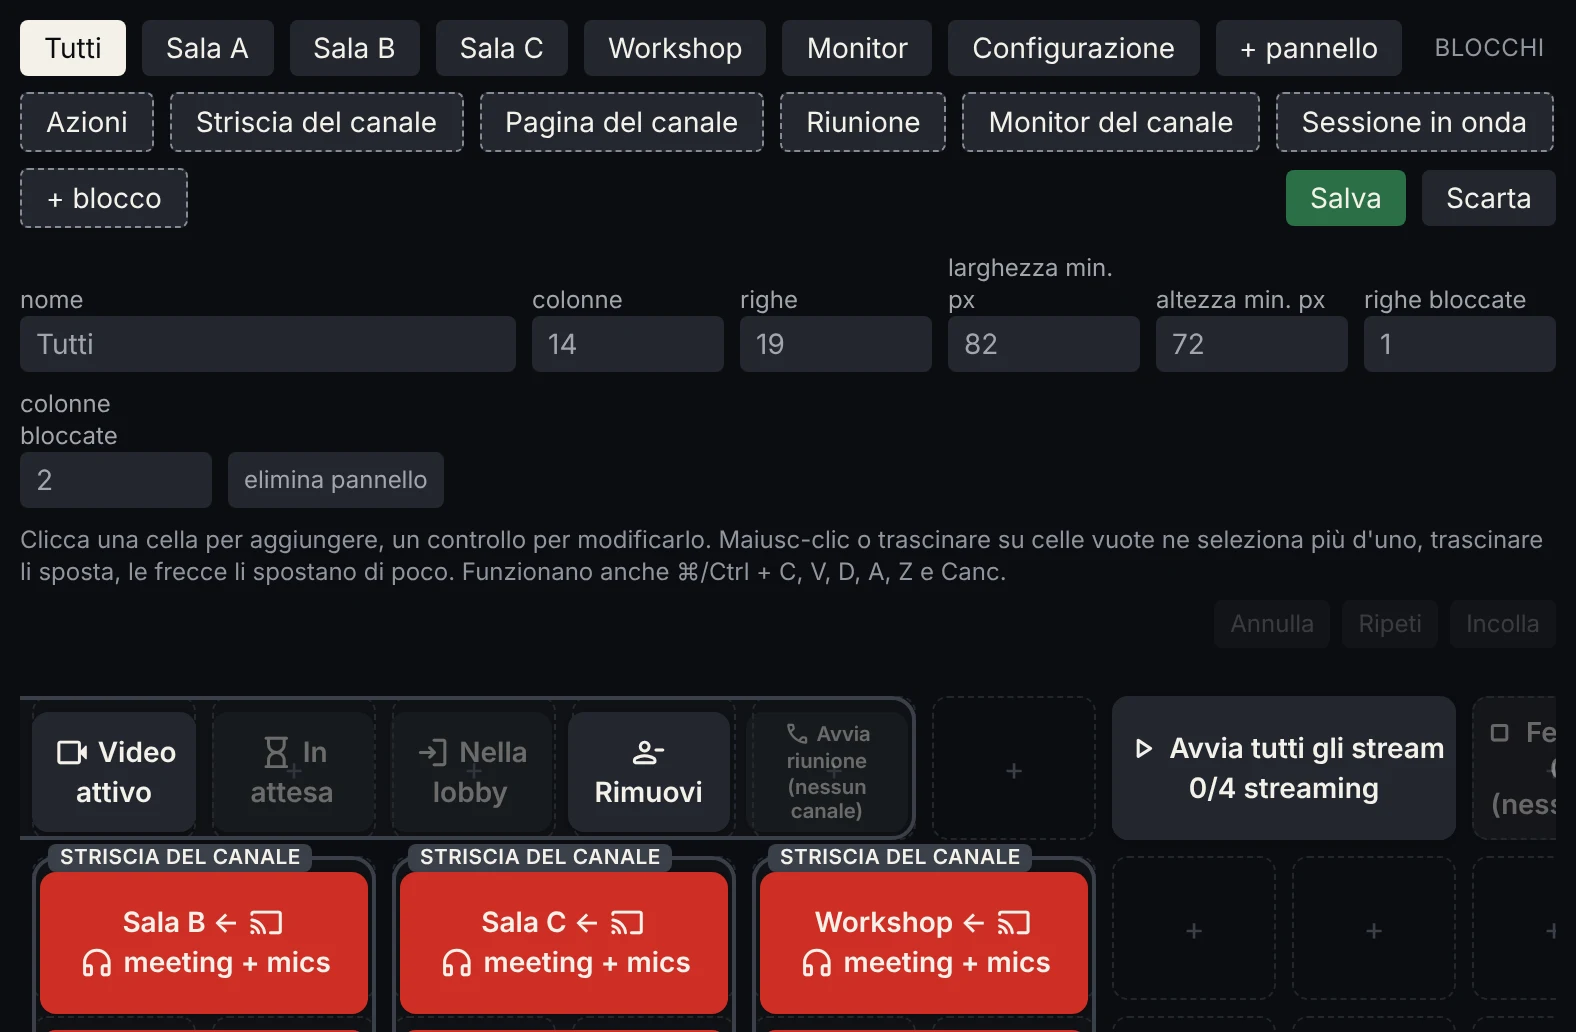 Tutti
Sala A
Sala B
Sala C
Workshop
Monitor
Configurazione
+ pannello
BLOCCHI
Azioni
Striscia del canale
Pagina del canale
Riunione
Monitor del canale
Sessione in onda
+ blocco
Salva
Scarta
nome
colonne
righe
larghezza min.
px
altezza min. px
righe bloccate
Tutti
14
19
82
72
1
colonne
bloccate
2
elimina pannello
Clicca una cella per aggiungere, un controllo per modificarlo. Maiusc-clic o trascinare su celle vuote ne seleziona più d'uno, trascinare
li sposta, le frecce li spostano di poco. Funzionano anche ⌘/Ctrl + C, V, D, A, Z e Canc.
Annulla
Ripeti
Incolla
Video
attivo
In
attesa
Nella
lobby
Rimuovi
Avvia
riunione
(nessun
canale)
+
Avvia tutti gli stream
0/4 streaming
STRISCIA DEL CANALE
Sala B ←
meeting + mics
STRISCIA DEL CANALE
Sala C ←
meeting + mics
STRISCIA DEL CANALE
Workshop ←
meeting + mics
+
+